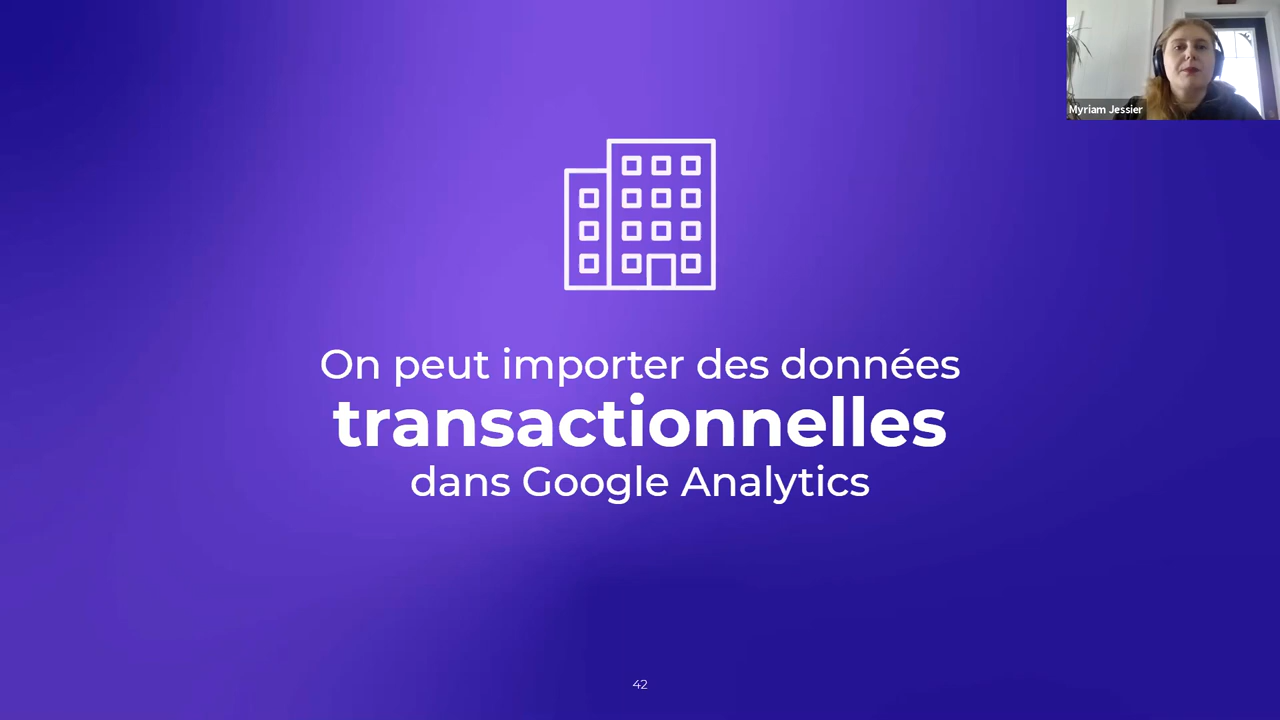 Myriam Jessier
On peut importer des données
transactionnelles
dans Google Analytics
42